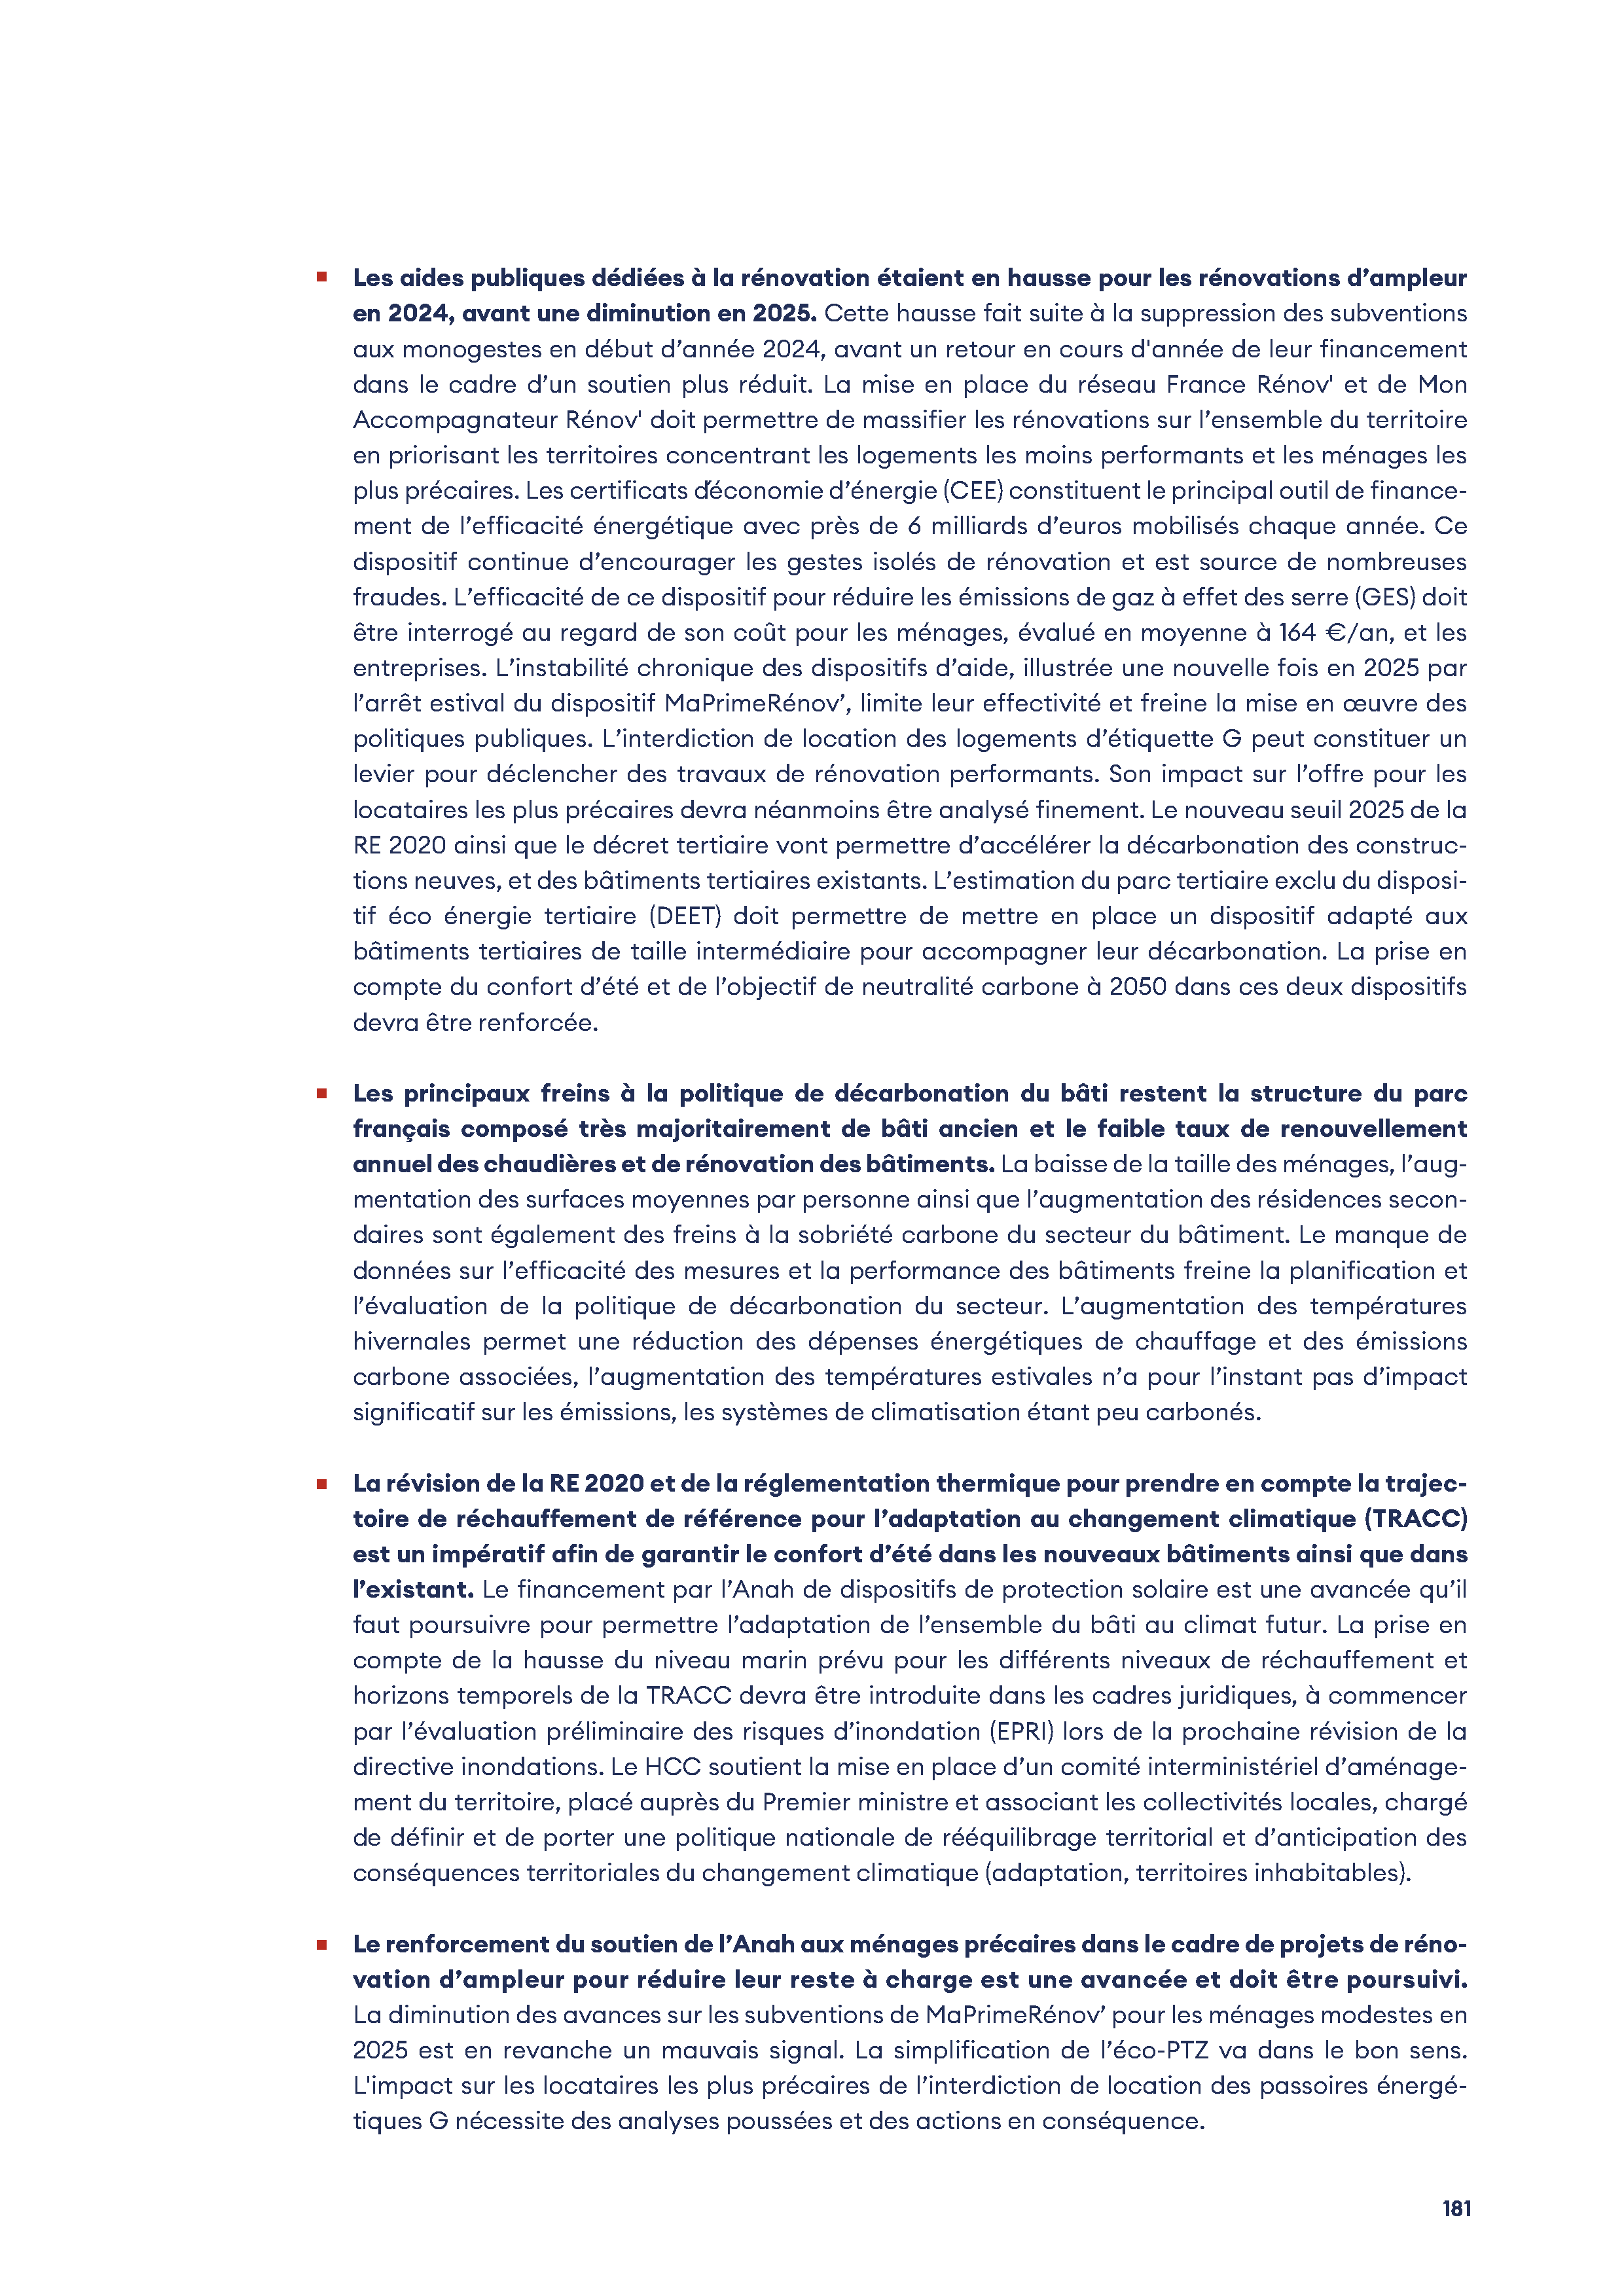 ▪ Les aides publiques dédiées à la rénovation étaient en hausse pour les rénovations d’ampleur
en 2024, avant une diminution en 2025. Cette hausse fait suite à la suppression des subventions
aux monogestes en début d’année 2024, avant un retour en cours d'année de leur financement
dans le cadre d’un soutien plus réduit. La mise en place du réseau France Rénov' et de Mon
Accompagnateur Rénov' doit permettre de massifier les rénovations sur l’ensemble du territoire
en priorisant les territoires concentrant les logements les moins performants et les ménages les
plus précaires. Les certificats d’économie d’énergie (CEE) constituent le principal outil de finance-
ment de l’efficacité énergétique avec près de 6 milliards d’euros mobilisés chaque année. Ce
dispositif continue d’encourager les gestes isolés de rénovation et est source de nombreuses
fraudes. L’efficacité de ce dispositif pour réduire les émissions de gaz à effet des serre (GES) doit
être interrogé au regard de son coût pour les ménages, évalué en moyenne à 164 €/an, et les
entreprises. L’instabilité chronique des dispositifs d’aide, illustrée une nouvelle fois en 2025 par
l’arrêt estival du dispositif MaPrimeRénov’, limite leur effectivité et freine la mise en œuvre des
politiques publiques. L’interdiction de location des logements d’étiquette G peut constituer un
levier pour déclencher des travaux de rénovation performants. Son impact sur l’offre pour les
locataires les plus précaires devra néanmoins être analysé finement. Le nouveau seuil 2025 de la
RE 2020 ainsi que le décret tertiaire vont permettre d’accélérer la décarbonation des construc-
tions neuves, et des bâtiments tertiaires existants. L’estimation du parc tertiaire exclu du disposi-
tif éco énergie tertiaire (DEET) doit permettre de mettre en place un dispositif adapté aux
bâtiments tertiaires de taille intermédiaire pour accompagner leur décarbonation. La prise en
compte du confort d’été et de l’objectif de neutralité carbone à 2050 dans ces deux dispositifs
devra être renforcée.
▪ Les principaux freins à la politique de décarbonation du bâti restent la structure du parc
français composé très majoritairement de bâti ancien et le faible taux de renouvellement
annuel des chaudières et de rénovation des bâtiments. La baisse de la taille des ménages, l’aug-
mentation des surfaces moyennes par personne ainsi que l’augmentation des résidences secon-
daires sont également des freins à la sobriété carbone du secteur du bâtiment. Le manque de
données sur l’efficacité des mesures et la performance des bâtiments freine la planification et
l’évaluation de la politique de décarbonation du secteur. L’augmentation des températures
hivernales permet une réduction des dépenses énergétiques de chauffage et des émissions
carbone associées, l’augmentation des températures estivales n’a pour l’instant pas d’impact
significatif sur les émissions, les systèmes de climatisation étant peu carbonés.
▪ La révision de la RE 2020 et de la réglementation thermique pour prendre en compte la trajec-
toire de réchauffement de référence pour l’adaptation au changement climatique (TRACC)
est un impératif afin de garantir le confort d’été dans les nouveaux bâtiments ainsi que dans
l’existant. Le financement par l’Anah de dispositifs de protection solaire est une avancée qu’il
faut poursuivre pour permettre l’adaptation de l’ensemble du bâti au climat futur. La prise en
compte de la hausse du niveau marin prévu pour les différents niveaux de réchauffement et
horizons temporels de la TRACC devra être introduite dans les cadres juridiques, à commencer
par l’évaluation préliminaire des risques d’inondation (EPRI) lors de la prochaine révision de la
directive inondations. Le HCC soutient la mise en place d’un comité interministériel d’aménage-
ment du territoire, placé auprès du Premier ministre et associant les collectivités locales, chargé
de définir et de porter une politique nationale de rééquilibrage territorial et d’anticipation des
conséquences territoriales du changement climatique (adaptation, territoires inhabitables).
▪ Le renforcement du soutien de l’Anah aux ménages précaires dans le cadre de projets de réno-
vation d’ampleur pour réduire leur reste à charge est une avancée et doit être poursuivi.
La diminution des avances sur les subventions de MaPrimeRénov’ pour les ménages modestes en
2025 est en revanche un mauvais signal. La simplification de l’éco-PTZ va dans le bon sens.
L'impact sur les locataires les plus précaires de l’interdiction de location des passoires énergé-
tiques G nécessite des analyses poussées et des actions en conséquence.
181